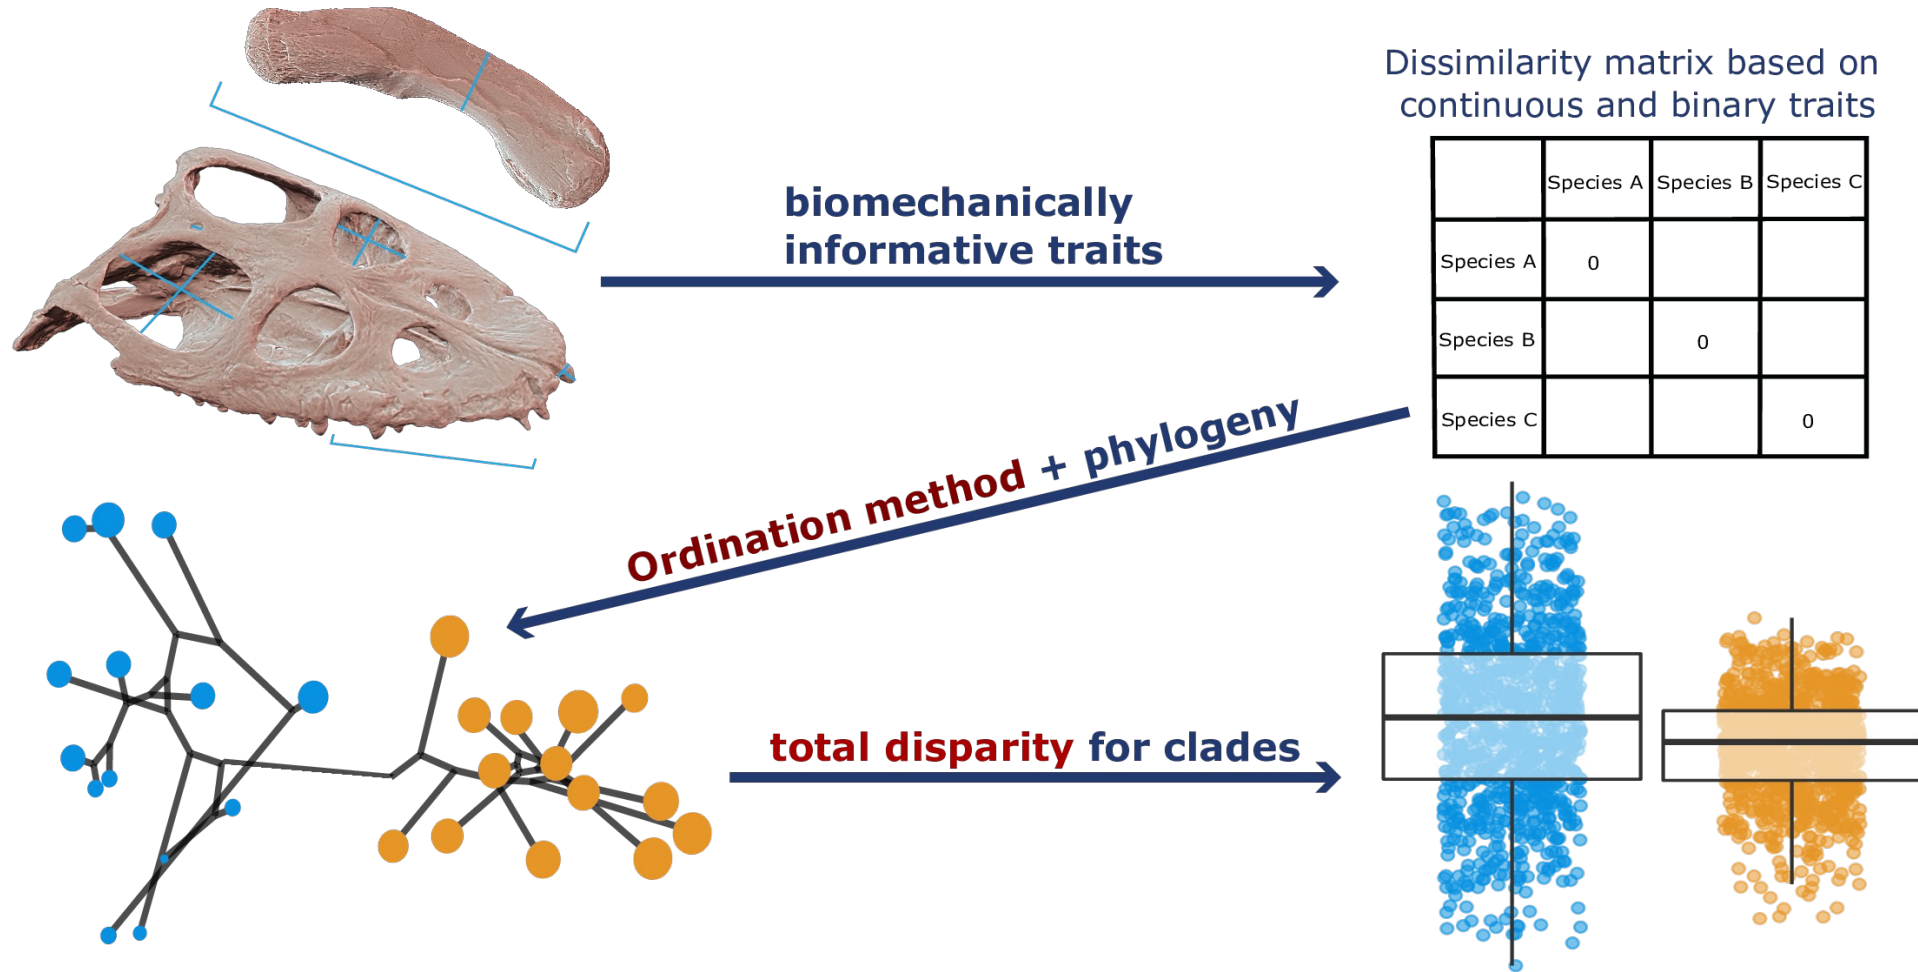 Dissimilarity matrix based on
continuous and binary traits
biomechanically
informative traits
Species A Species B Species C
Species A 0
Species B 0
Species C 0
Ordination method + phylogeny
total disparity for clades